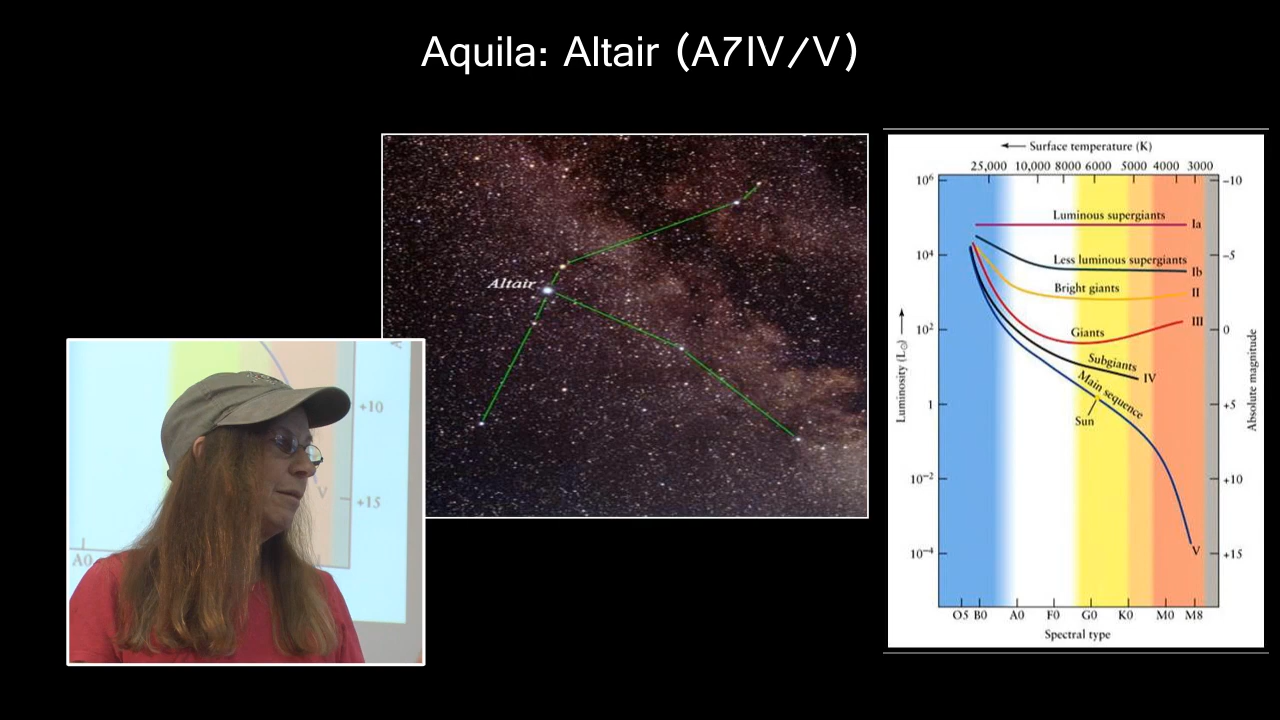 Aquila: Altair (A7IV/V)
Altair
+10
V
+15
A0
Surface temperature (K)
25,000 10,000 8000 6000 5000 4000 3000
10⁶
10⁴
10²
1
10⁻²
10⁻⁴
Luminosity (L⊙)
Luminous supergiants Ia
Less luminous supergiants Ib
Bright giants II
Giants III
Subgiants IV
Main sequence
Sun
V
-10
-5
0
+5
+10
+15
Absolute magnitude
O5 B0 A0 F0 G0 K0 M0 M8
Spectral type